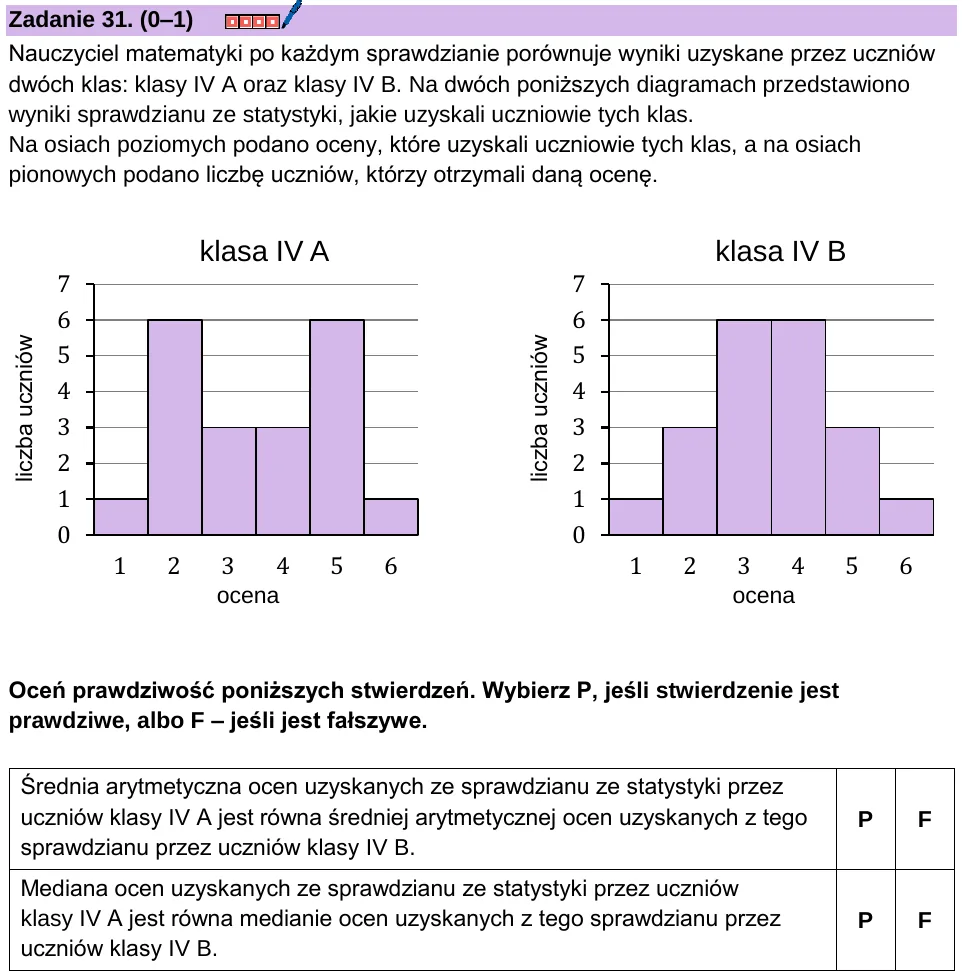 Zadanie 31. (0–1)
Nauczyciel matematyki po każdym sprawdzianie porównuje wyniki uzyskane przez uczniów
dwóch klas: klasy IV A oraz klasy IV B. Na dwóch poniższych diagramach przedstawiono
wyniki sprawdzianu ze statystyki, jakie uzyskali uczniowie tych klas.
Na osiach poziomych podano oceny, które uzyskali uczniowie tych klas, a na osiach
pionowych podano liczbę uczniów, którzy otrzymali daną ocenę.
klasa IV A
7
6
5
4
3
2
1
0
liczba uczniów
1 2 3 4 5 6
ocena
klasa IV B
7
6
5
4
3
2
1
0
liczba uczniów
1 2 3 4 5 6
ocena
Oceń prawdziwość poniższych stwierdzeń. Wybierz P, jeśli stwierdzenie jest
prawdziwe, albo F – jeśli jest fałszywe.
Średnia arytmetyczna ocen uzyskanych ze sprawdzianu ze statystyki przez
uczniów klasy IV A jest równa średniej arytmetycznej ocen uzyskanych z tego
sprawdzianu przez uczniów klasy IV B.
P F
Mediana ocen uzyskanych ze sprawdzianu ze statystyki przez uczniów
klasy IV A jest równa medianie ocen uzyskanych z tego sprawdzianu przez
uczniów klasy IV B.
P F